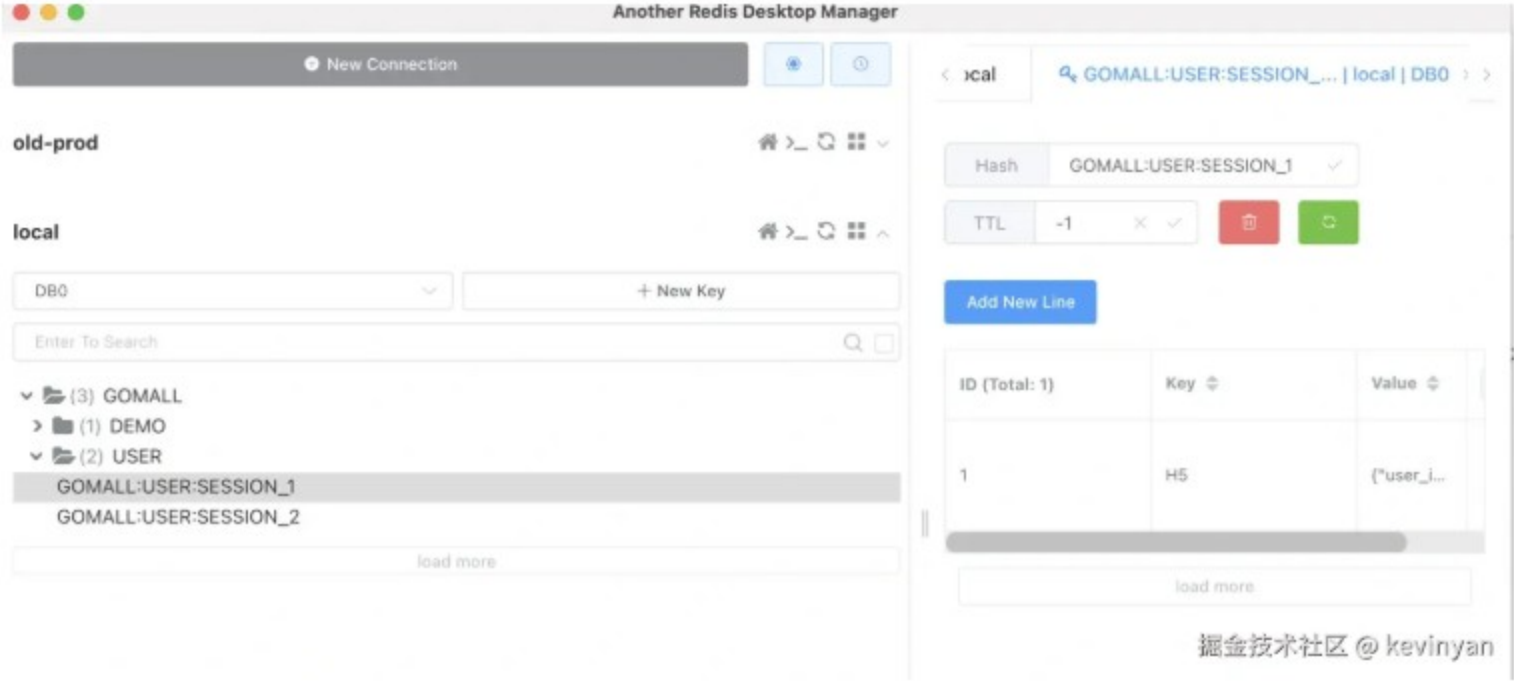 Another Redis Desktop Manager
New Connection
old-prod
local
DB0
+ New Key
Enter To Search
(3) GOMALL
(1) DEMO
(2) USER
GOMALL:USER:SESSION_1
GOMALL:USER:SESSION_2
load more
ocal
GOMALL:USER:SESSION_... | local | DB0
Hash GOMALL:USER:SESSION_1
TTL -1
Add New Line
ID (Total: 1) Key Value
1 H5 {"user_i...
load more
掘金技术社区 @ kevinyan